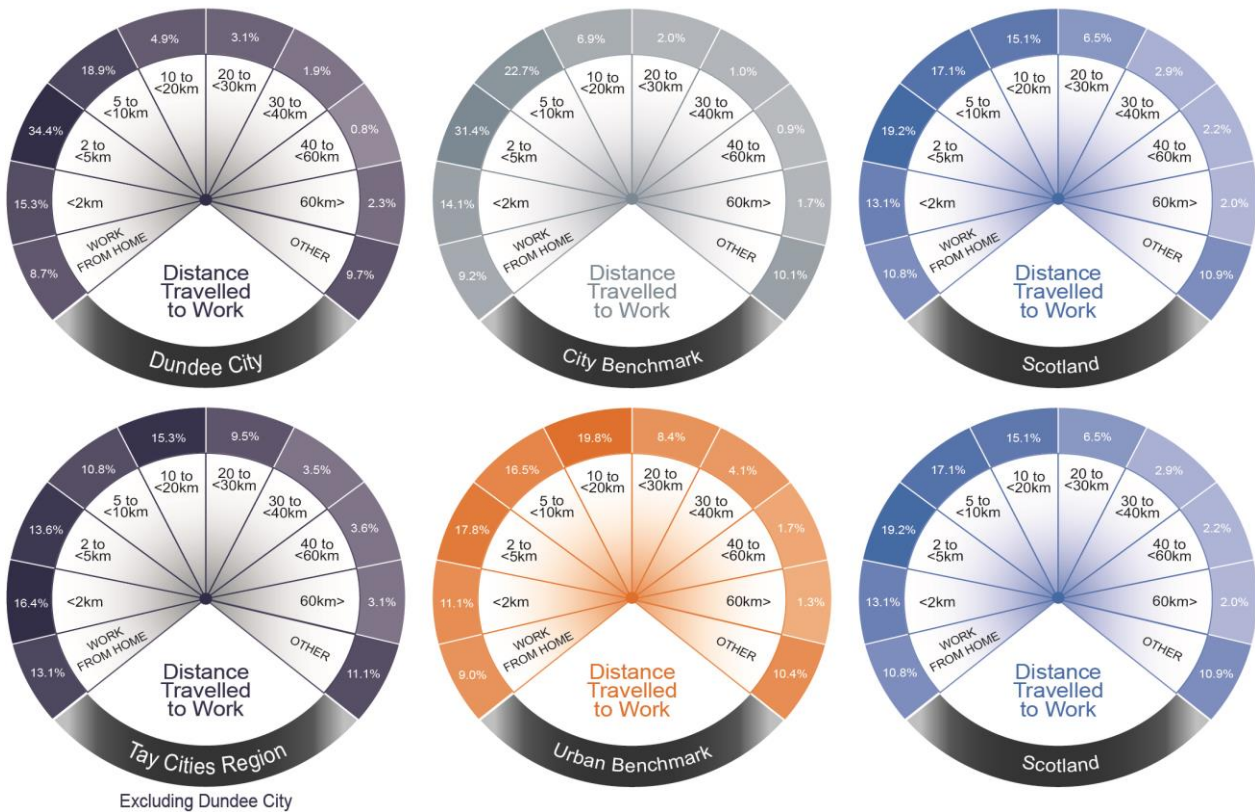 4.9%
3.1%
18.9%
1.9%
34.4%
0.8%
15.3%
2.3%
8.7%
9.7%
10 to
<20km
20 to
<30km
5 to
<10km
30 to
<40km
2 to
<5km
40 to
<60km
<2km
60km>
WORK
FROM HOME
OTHER
Distance
Travelled
to Work
Dundee City
6.9%
2.0%
22.7%
1.0%
31.4%
0.9%
14.1%
1.7%
9.2%
10.1%
10 to
<20km
20 to
<30km
5 to
<10km
30 to
<40km
2 to
<5km
40 to
<60km
<2km
60km>
WORK
FROM HOME
OTHER
Distance
Travelled
to Work
City Benchmark
15.1%
6.5%
17.1%
2.9%
19.2%
2.2%
13.1%
2.0%
10.8%
10.9%
10 to
<20km
20 to
<30km
5 to
<10km
30 to
<40km
2 to
<5km
40 to
<60km
<2km
60km>
WORK
FROM HOME
OTHER
Distance
Travelled
to Work
Scotland
15.3%
9.5%
10.8%
3.5%
13.6%
3.6%
16.4%
3.1%
13.1%
11.1%
10 to
<20km
20 to
<30km
5 to
<10km
30 to
<40km
2 to
<5km
40 to
<60km
<2km
60km>
WORK
FROM HOME
OTHER
Distance
Travelled
to Work
Tay Cities Region
Excluding Dundee City
19.8%
8.4%
16.5%
4.1%
17.8%
1.7%
11.1%
1.3%
9.0%
10.4%
10 to
<20km
20 to
<30km
5 to
<10km
30 to
<40km
2 to
<5km
40 to
<60km
<2km
60km>
WORK
FROM HOME
OTHER
Distance
Travelled
to Work
Urban Benchmark
15.1%
6.5%
17.1%
2.9%
19.2%
2.2%
13.1%
2.0%
10.8%
10.9%
10 to
<20km
20 to
<30km
5 to
<10km
30 to
<40km
2 to
<5km
40 to
<60km
<2km
60km>
WORK
FROM HOME
OTHER
Distance
Travelled
to Work
Scotland